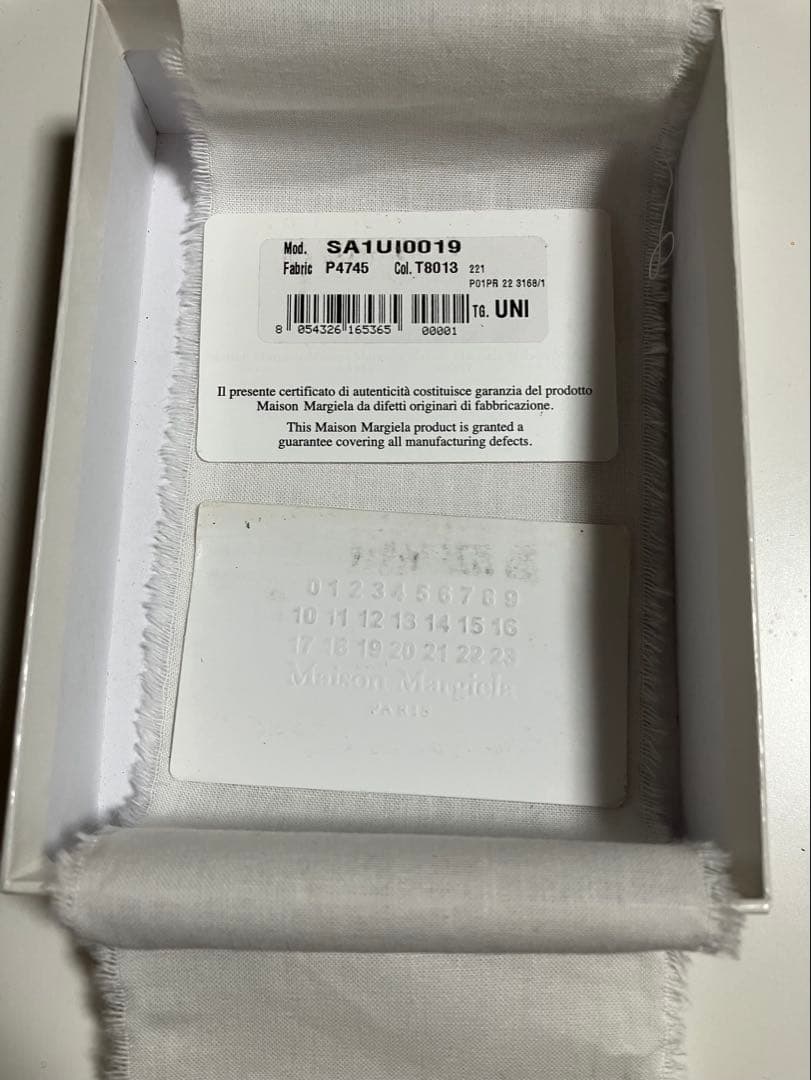 Mod. SA1UI0019
Fabric P4745 Col. T8013 221
P01PR 22 3168/1
8 054326 165365 00001 TG. UNI
Il presente certificato di autenticità costituisce garanzia del prodotto
Maison Margiela da difetti originari di fabbricazione.
This Maison Margiela product is granted a
guarantee covering all manufacturing defects.
0 1 2 3 4 5 6 7 8 9
10 11 12 13 14 15 16
17 18 19 20 21 22 23
Maison Margiela
PARIS